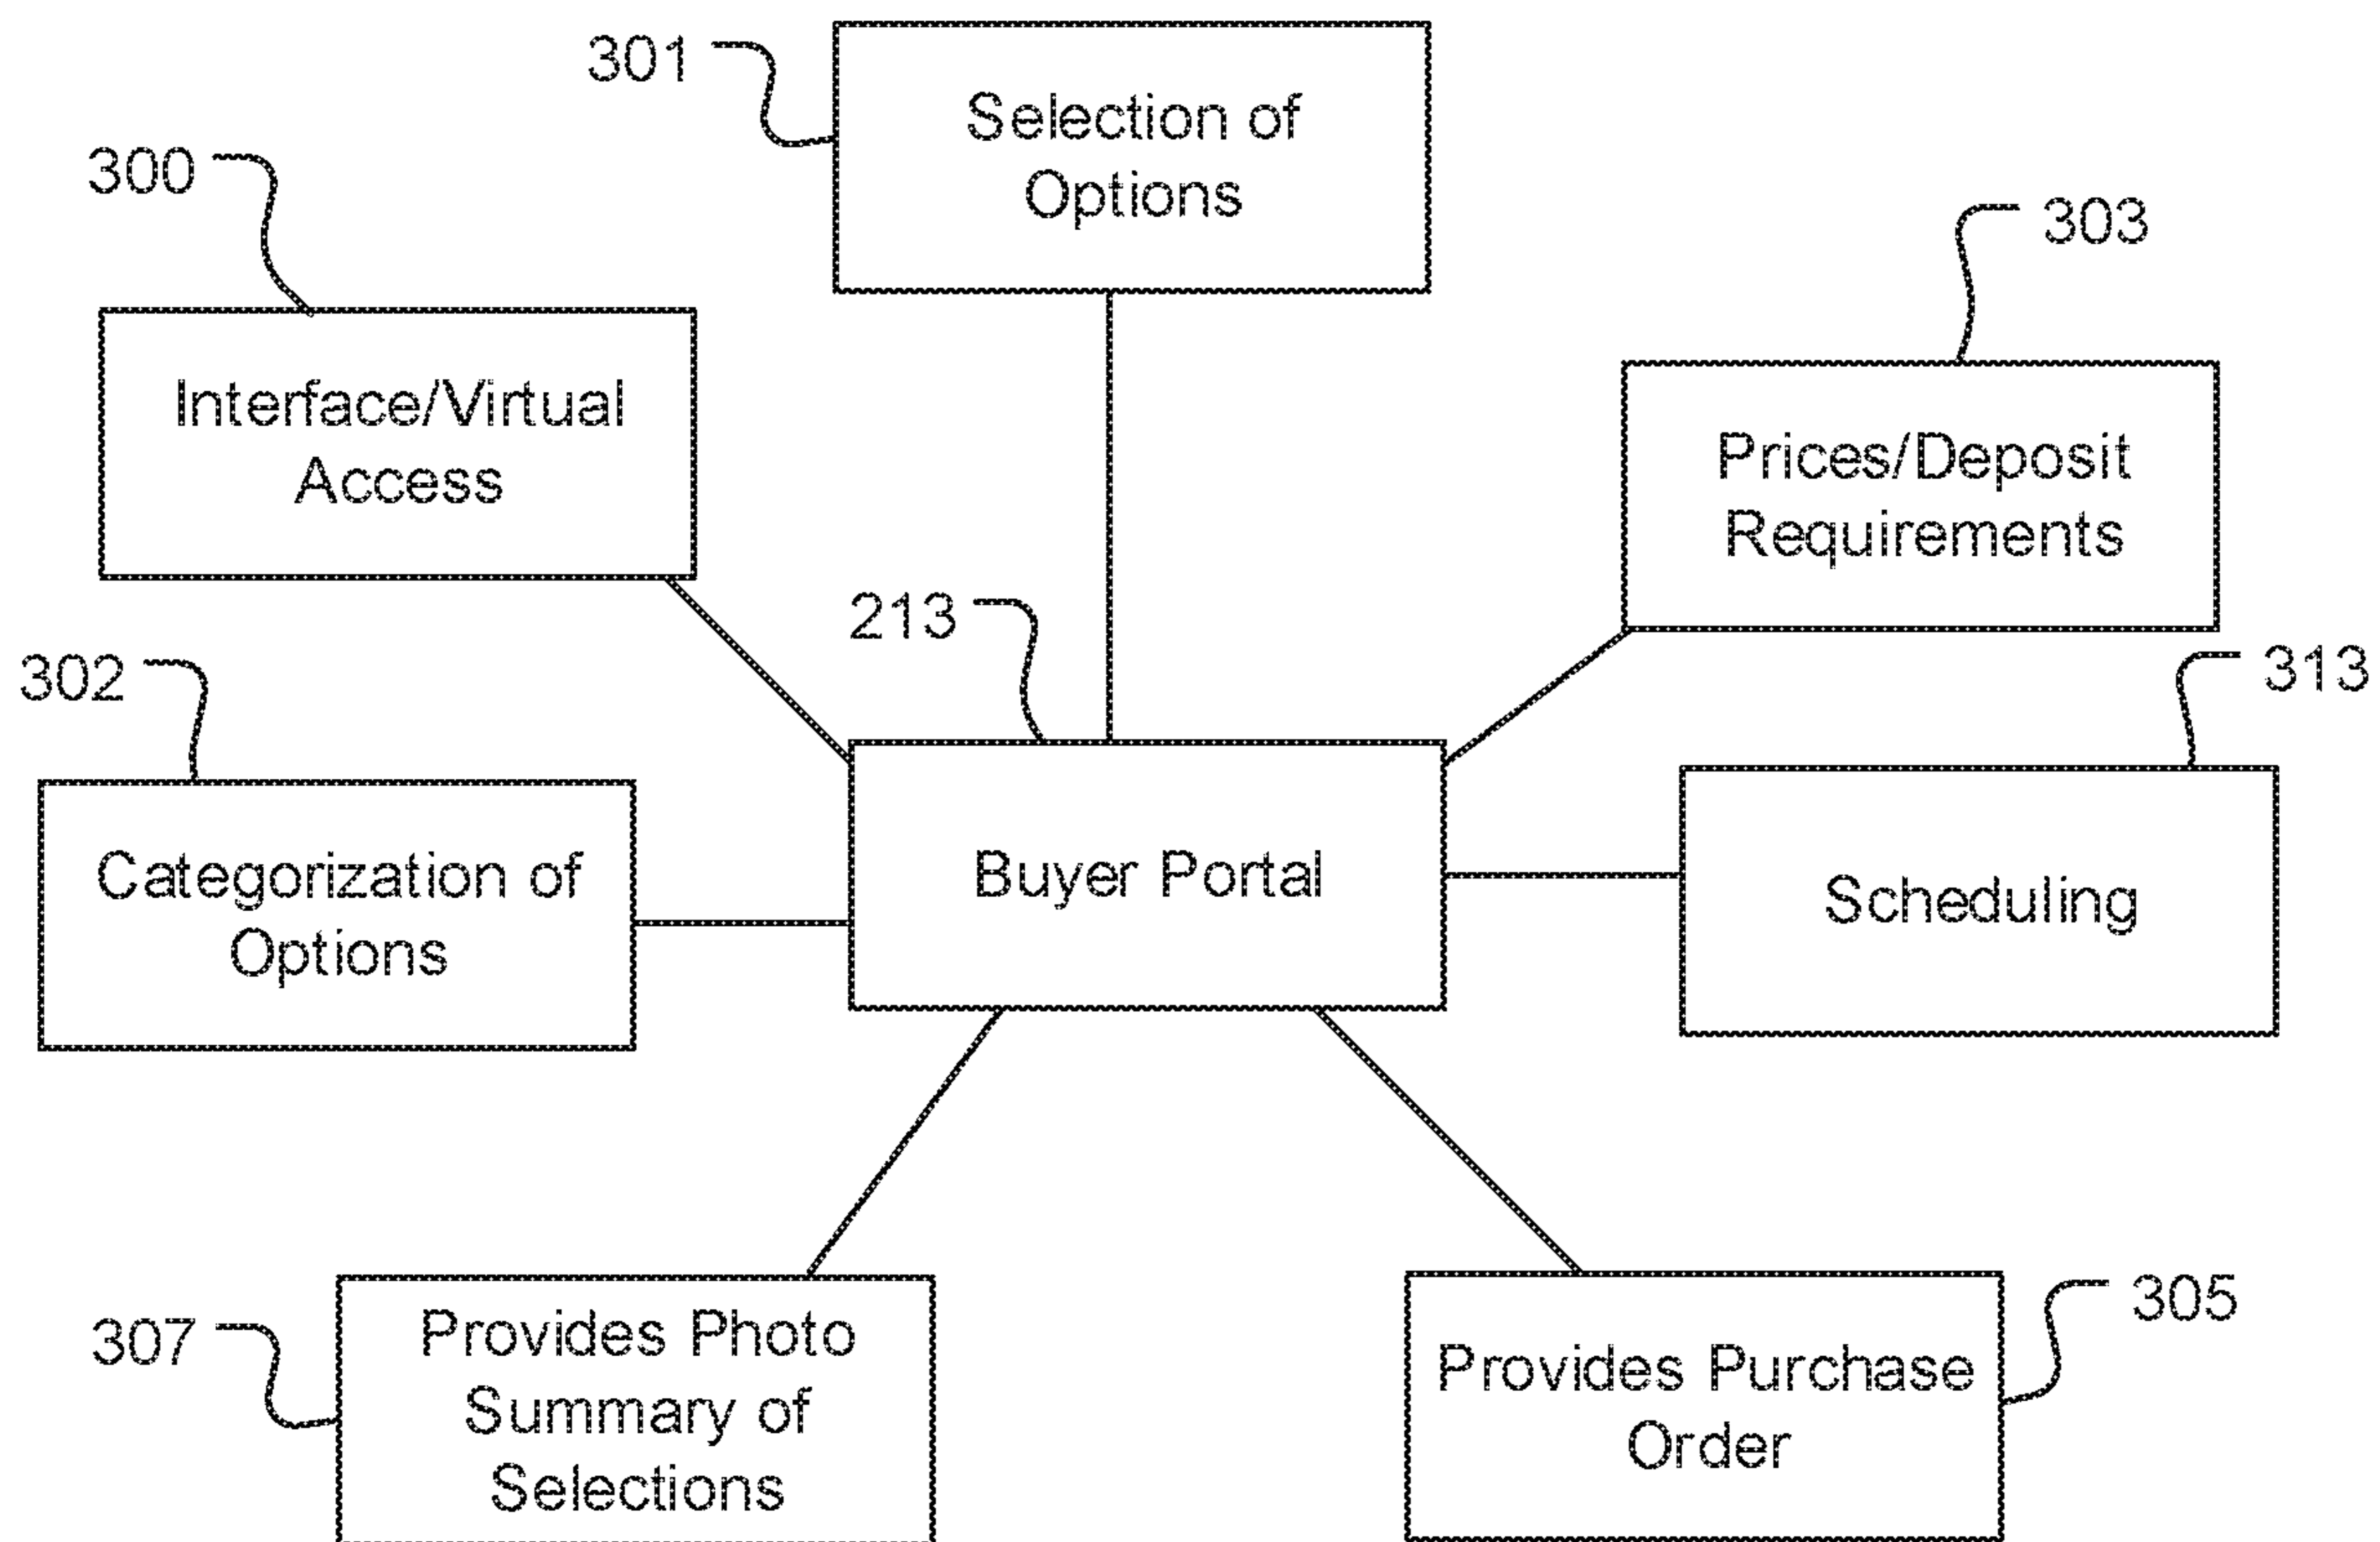 301
Selection of
Options
300
Interface/Virtual
Access
303
Prices/Deposit
Requirements
213
302
Categorization of
Options
Buyer Portal
313
Scheduling
307
Provides Photo
Summary of
Selections
305
Provides Purchase
Order